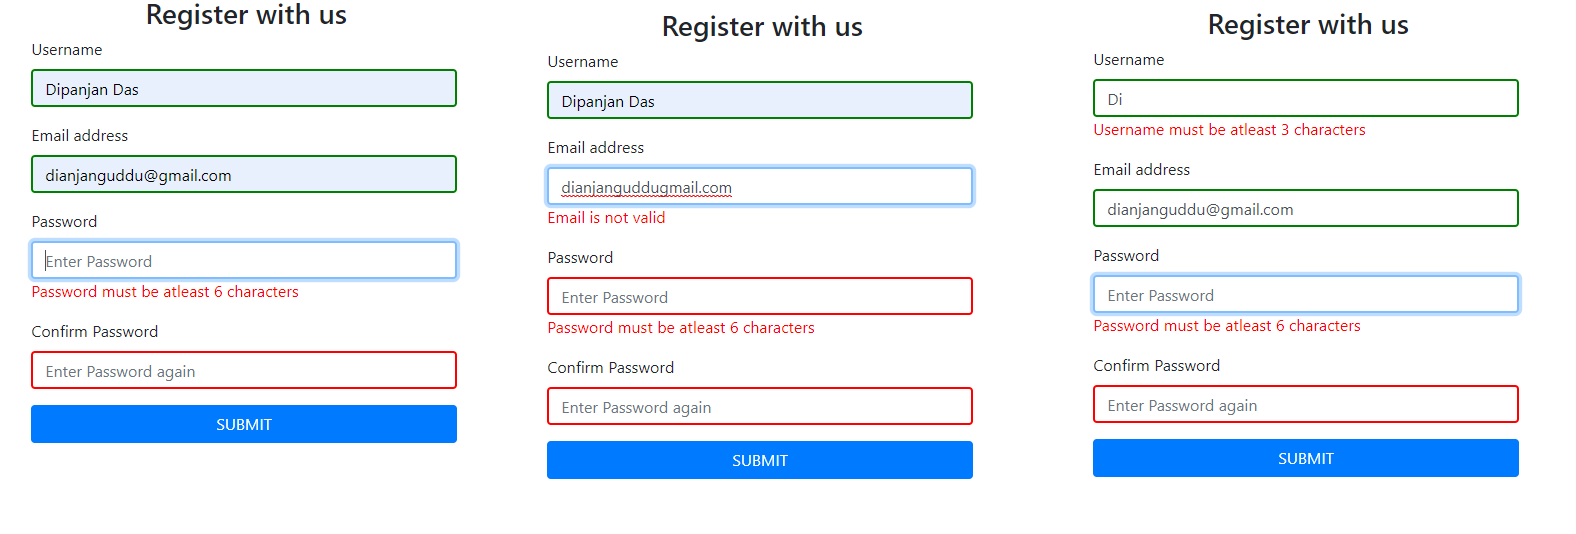 Register with us
Username
Dipanjan Das
Email address
dianjanguddu@gmail.com
Password
Enter Password
Password must be atleast 6 characters
Confirm Password
Enter Password again
SUBMIT
Register with us
Username
Dipanjan Das
Email address
dianjanguddugmail.com
Email is not valid
Password
Enter Password
Password must be atleast 6 characters
Confirm Password
Enter Password again
SUBMIT
Register with us
Username
Di
Username must be atleast 3 characters
Email address
dianjanguddu@gmail.com
Password
Enter Password
Password must be atleast 6 characters
Confirm Password
Enter Password again
SUBMIT